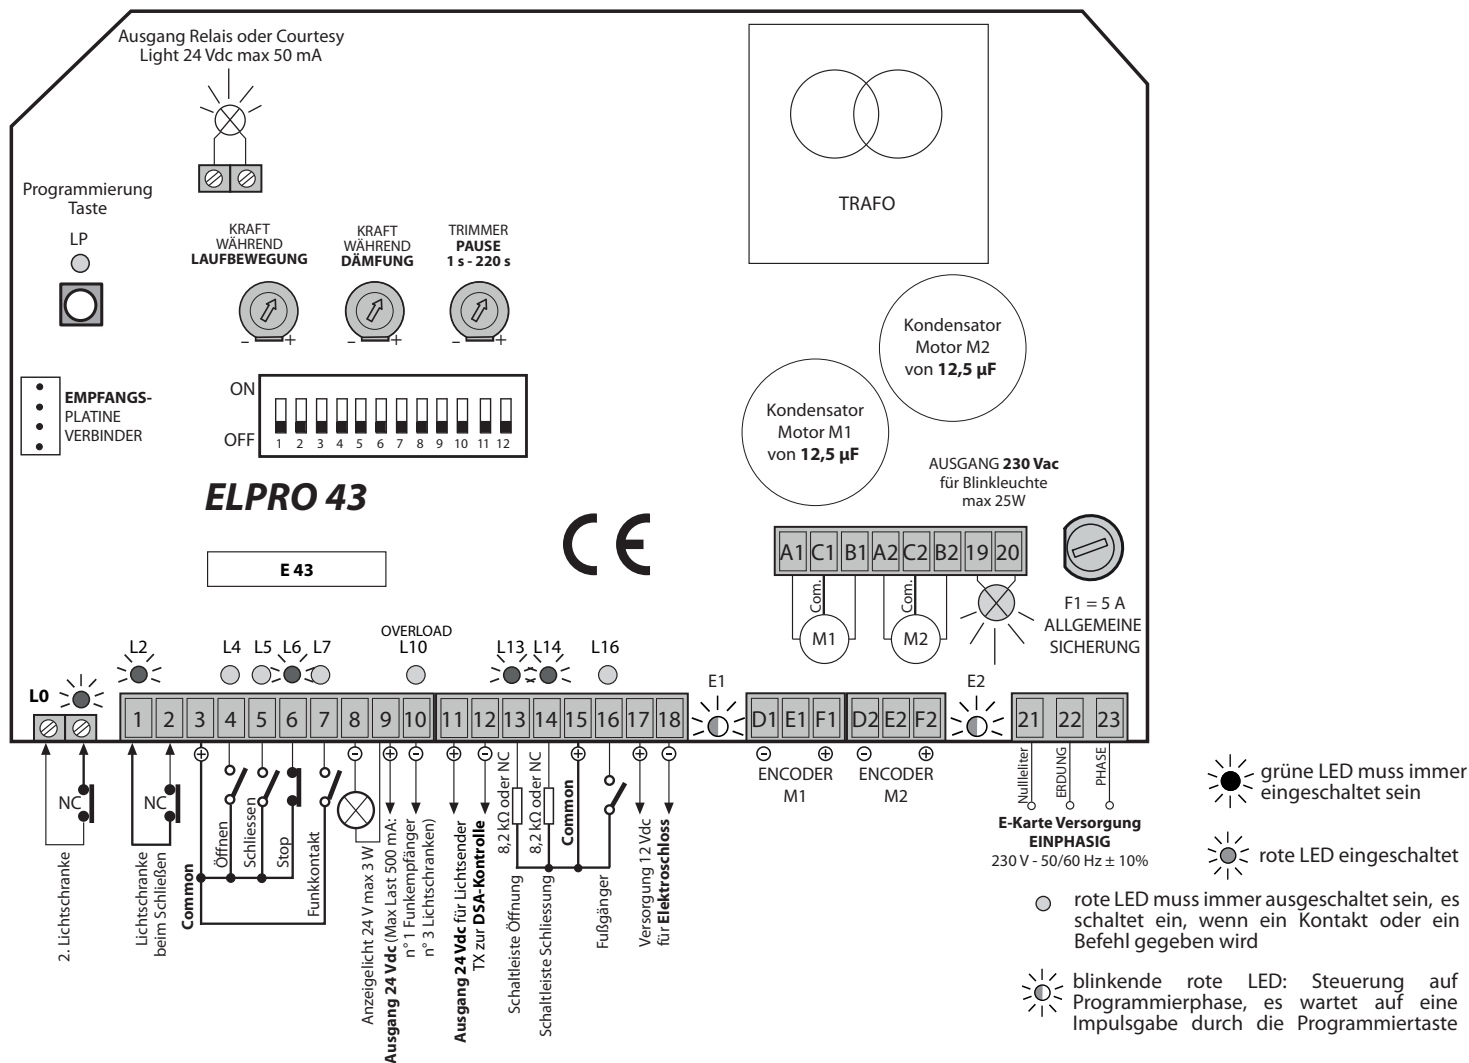 Ausgang Relais oder Courtesy
Light 24 Vdc max 50 mA
TRAFO
Programmierung
Taste
LP
KRAFT
WÄHREND
LAUFBEWEGUNG
KRAFT
WÄHREND
DÄMFUNG
TRIMMER
PAUSE
1 s - 220 s
– +
– +
– +
Kondensator
Motor M2
von 12,5 µF
Kondensator
Motor M1
von 12,5 µF
EMPFANGS-
PLATINE
VERBINDER
ON
OFF
1 2 3 4 5 6 7 8 9 10 11 12
AUSGANG 230 Vac
für Blinkleuchte
max 25W
ELPRO 43
CE
E 43
A1 C1 B1 A2 C2 B2 19 20
Com.
Com.
M1
M2
F1 = 5 A
ALLGEMEINE
SICHERUNG
OVERLOAD
L0
L2
L4
L5
L6
L7
L10
L13
L14
L16
E1
E2
1 2 3 4 5 6 7 8 9 10 11 12 13 14 15 16 17 18
D1 E1 F1
D2 E2 F2
21 22 23
ENCODER
M1
ENCODER
M2
Nulleliter
ERDUNG
PHASE
E-Karte Versorgung
EINPHASIG
230 V - 50/60 Hz ± 10%
NC
NC
2. Lichtschranke
Lichtschranke
beim Schließen
Common
Öffnen
Schliessen
Stop
Funkkontakt
Anzeigelicht 24 V max 3 W
Ausgang 24 Vdc (Max Last 500 mA:
n° 1 Funkempfänger
n° 3 Lichtschranken)
Ausgang 24 Vdc für Lichtsender
TX zur DSA-Kontrolle
8,2 kΩ oder NC
Schaltleiste Öffnung
8,2 kΩ oder NC
Schaltleiste Schliessung
Common
Fußgänger
Versorgung 12 Vdc
für Elektroschloss
grüne LED muss immer
eingeschaltet sein
rote LED eingeschaltet
rote LED muss immer ausgeschaltet sein, es
schaltet ein, wenn ein Kontakt oder ein
Befehl gegeben wird
blinkende rote LED: Steuerung auf
Programmierphase, es wartet auf eine
Impulsgabe durch die Programmiertaste